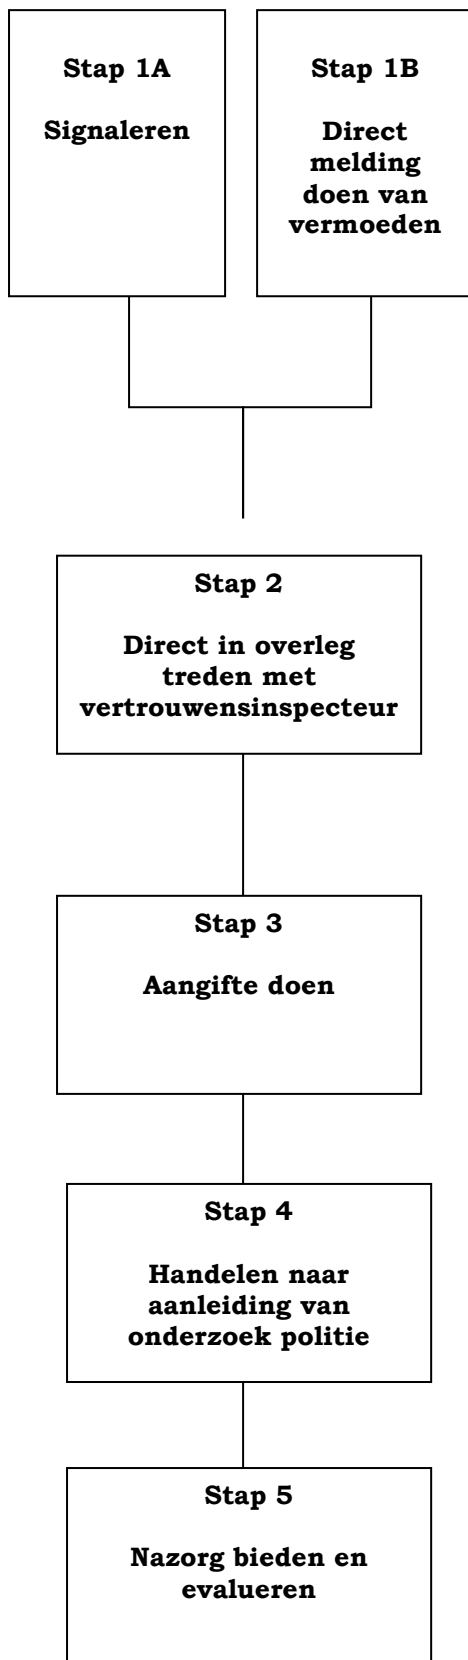 Stap 1A
Signaleren
Stap 1B
Direct
melding
doen van
vermoeden
Stap 2
Direct in overleg
treden met
vertrouwensinspecteur
Stap 3
Aangifte doen
Stap 4
Handelen naar
aanleiding van
onderzoek politie
Stap 5
Nazorg bieden en
evalueren